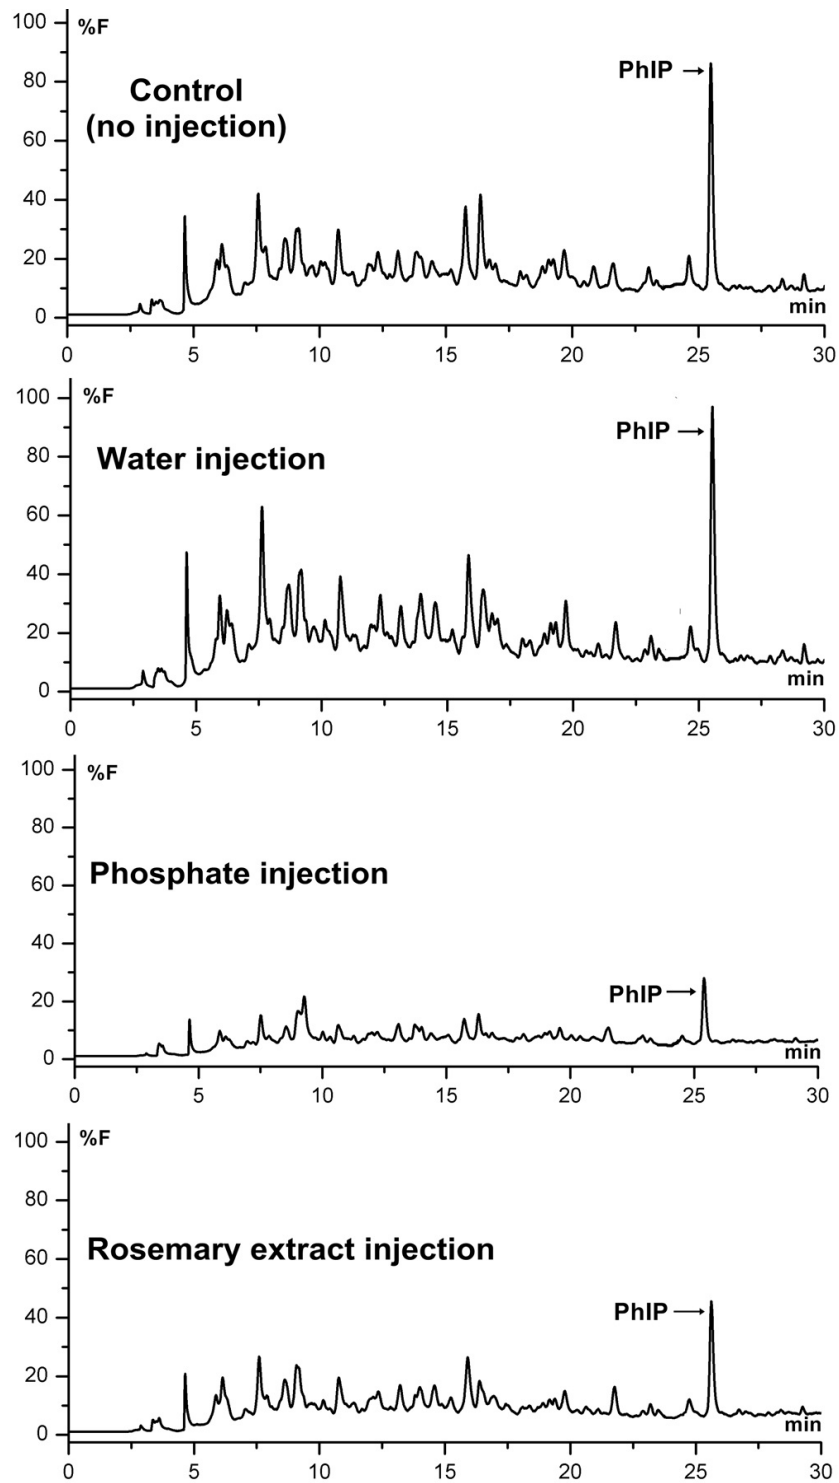 100
%F
80
60
40
20
0
Control
(no injection)
PhIP
min
0 5 10 15 20 25 30
100
%F
80
60
40
20
0
Water injection
PhIP
min
0 5 10 15 20 25 30
100
%F
80
60
40
20
0
Phosphate injection
PhIP
min
0 5 10 15 20 25 30
100
%F
80
60
40
20
0
Rosemary extract injection
PhIP
min
0 5 10 15 20 25 30